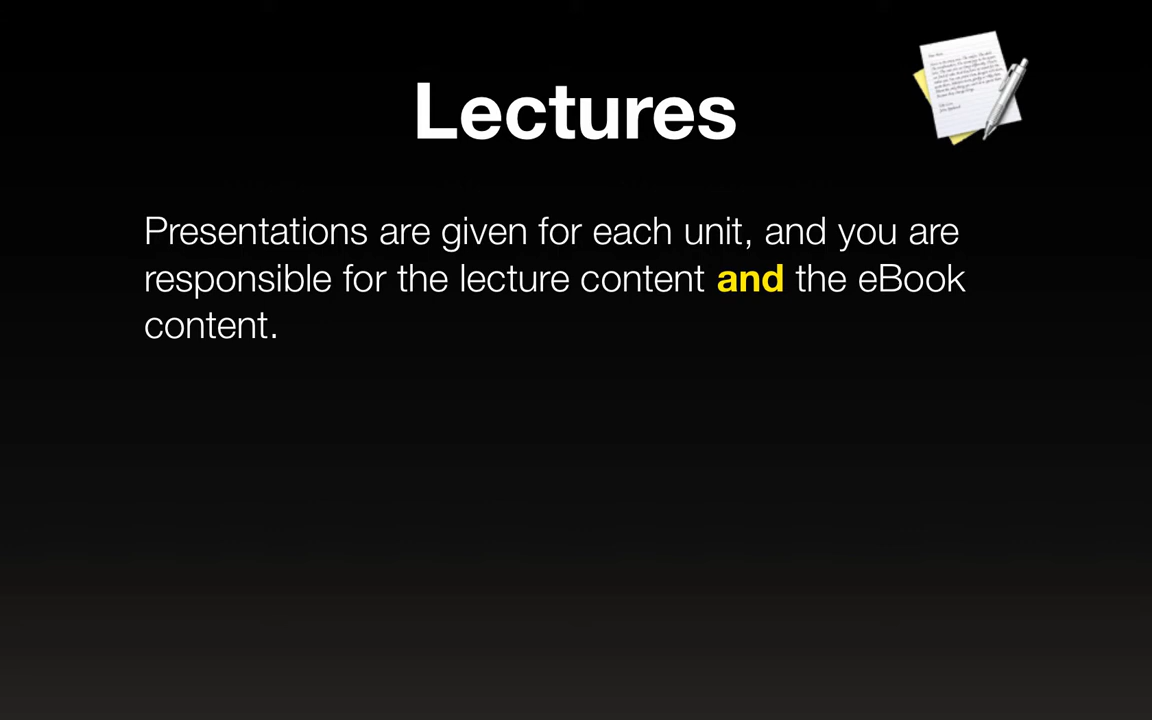 Lectures
Presentations are given for each unit, and you are
responsible for the lecture content and the eBook
content.